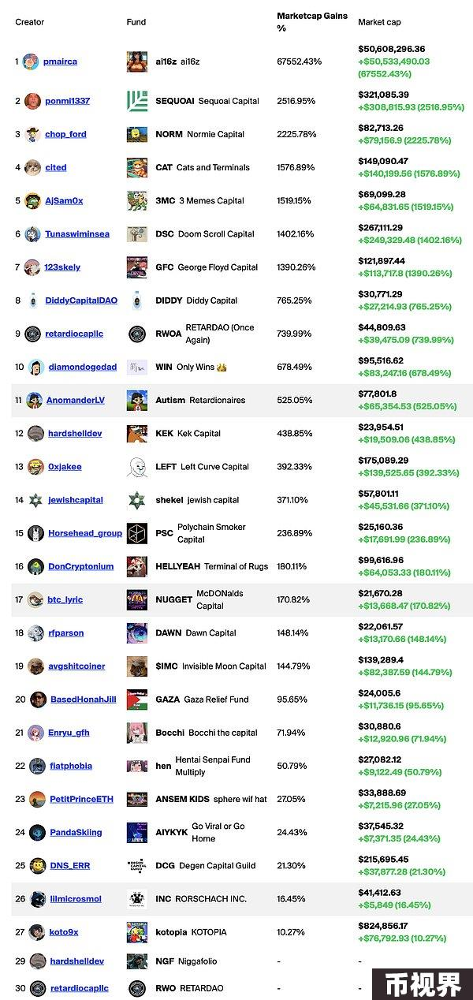 Creator Fund Marketcap Gains % Market cap
1 pmairca ai16z ai16z 67552.43% $50,608,296.36
+$50,533,490.03
(67552.43%)
2 ponmi1337 SEQUOAI Sequoai Capital 2516.95% $321,085.39
+$308,815.93 (2516.95%)
3 chop_ford NORM Normie Capital 2225.78% $82,713.26
+$79,156.9 (2225.78%)
4 cited CAT Cats and Terminals 1576.89% $149,090.47
+$140,199.56 (1576.89%)
5 AjSam0x 3MC 3 Memes Capital 1519.15% $69,099.28
+$64,831.65 (1519.15%)
6 Tunaswiminsea DSC Doom Scroll Capital 1402.16% $267,111.29
+$249,329.48 (1402.16%)
7 123skely GFC George Floyd Capital 1390.26% $121,897.44
+$113,717.8 (1390.26%)
8 DiddyCapitalDAO DIDDY Diddy Capital 765.25% $30,771.29
+$27,214.93 (765.25%)
9 retardiocapllc RWOA RETARDAO (Once Again) 739.99% $44,809.63
+$39,475.09 (739.99%)
10 diamondogedad WIN Only Wins 678.49% $95,516.62
+$83,247.16 (678.49%)
11 AnomanderLV Autism Retardionaires 525.05% $77,801.8
+$65,354.53 (525.05%)
12 hardshelldev KEK Kek Capital 438.85% $23,954.51
+$19,509.06 (438.85%)
13 0xjakee LEFT Left Curve Capital 392.33% $175,089.29
+$139,525.65 (392.33%)
14 jewishcapital shekel jewish capital 371.10% $57,801.11
+$45,531.66 (371.10%)
15 Horsehead_group PSC Polychain Smoker Capital 236.89% $25,160.36
+$17,691.99 (236.89%)
16 DonCryptonium HELLYEAH Terminal of Rugs 180.11% $99,616.96
+$64,053.33 (180.11%)
17 btc_lyric NUGGET McDONalds Capital 170.82% $21,670.28
+$13,668.47 (170.82%)
18 rfparson DAWN Dawn Capital 148.14% $22,061.57
+$13,170.66 (148.14%)
19 avgshitcoiner $IMC Invisible Moon Capital 144.79% $139,289.4
+$82,387.59 (144.79%)
20 BasedHonahJill GAZA Gaza Relief Fund 95.65% $24,005.6
+$11,736.15 (95.65%)
21 Enryu_gfh Bocchi Bocchi the capital 71.94% $30,880.6
+$12,920.96 (71.94%)
22 fiatphobia hen Hentai Senpai Fund Multiply 50.79% $27,082.12
+$9,122.49 (50.79%)
23 PetitPrinceETH ANSEM KIDS sphere wif hat 27.05% $33,888.69
+$7,215.96 (27.05%)
24 PandaSkiing AIYKYK Go Viral or Go Home 24.43% $37,545.32
+$7,371.35 (24.43%)
25 DNS_ERR DCG Degen Capital Guild 21.30% $215,695.45
+$37,877.28 (21.30%)
26 lilmicrosmol INC RORSCHACH INC. 16.45% $41,412.63
+$5,849 (16.45%)
27 koto9x kotopia KOTOPIA 10.27% $824,856.17
+$76,792.93 (10.27%)
29 hardshelldev NGF Niggafolio - -
30 retardiocapllc RWO RETARDAO - -
币视界